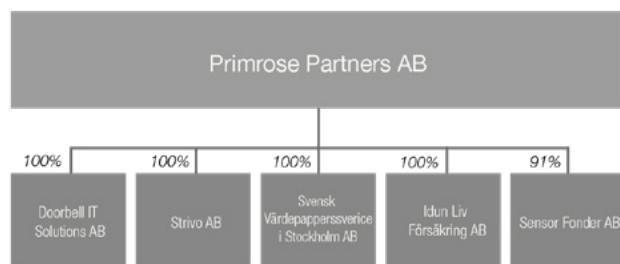 Primrose Partners AB
100%
100%
100%
100%
91%
Doorbell IT
Solutions AB
Strivo AB
Svensk
Värdepapperssverice
i Stockholm AB
Idun Liv
Försäkring AB
Sensor Fonder AB